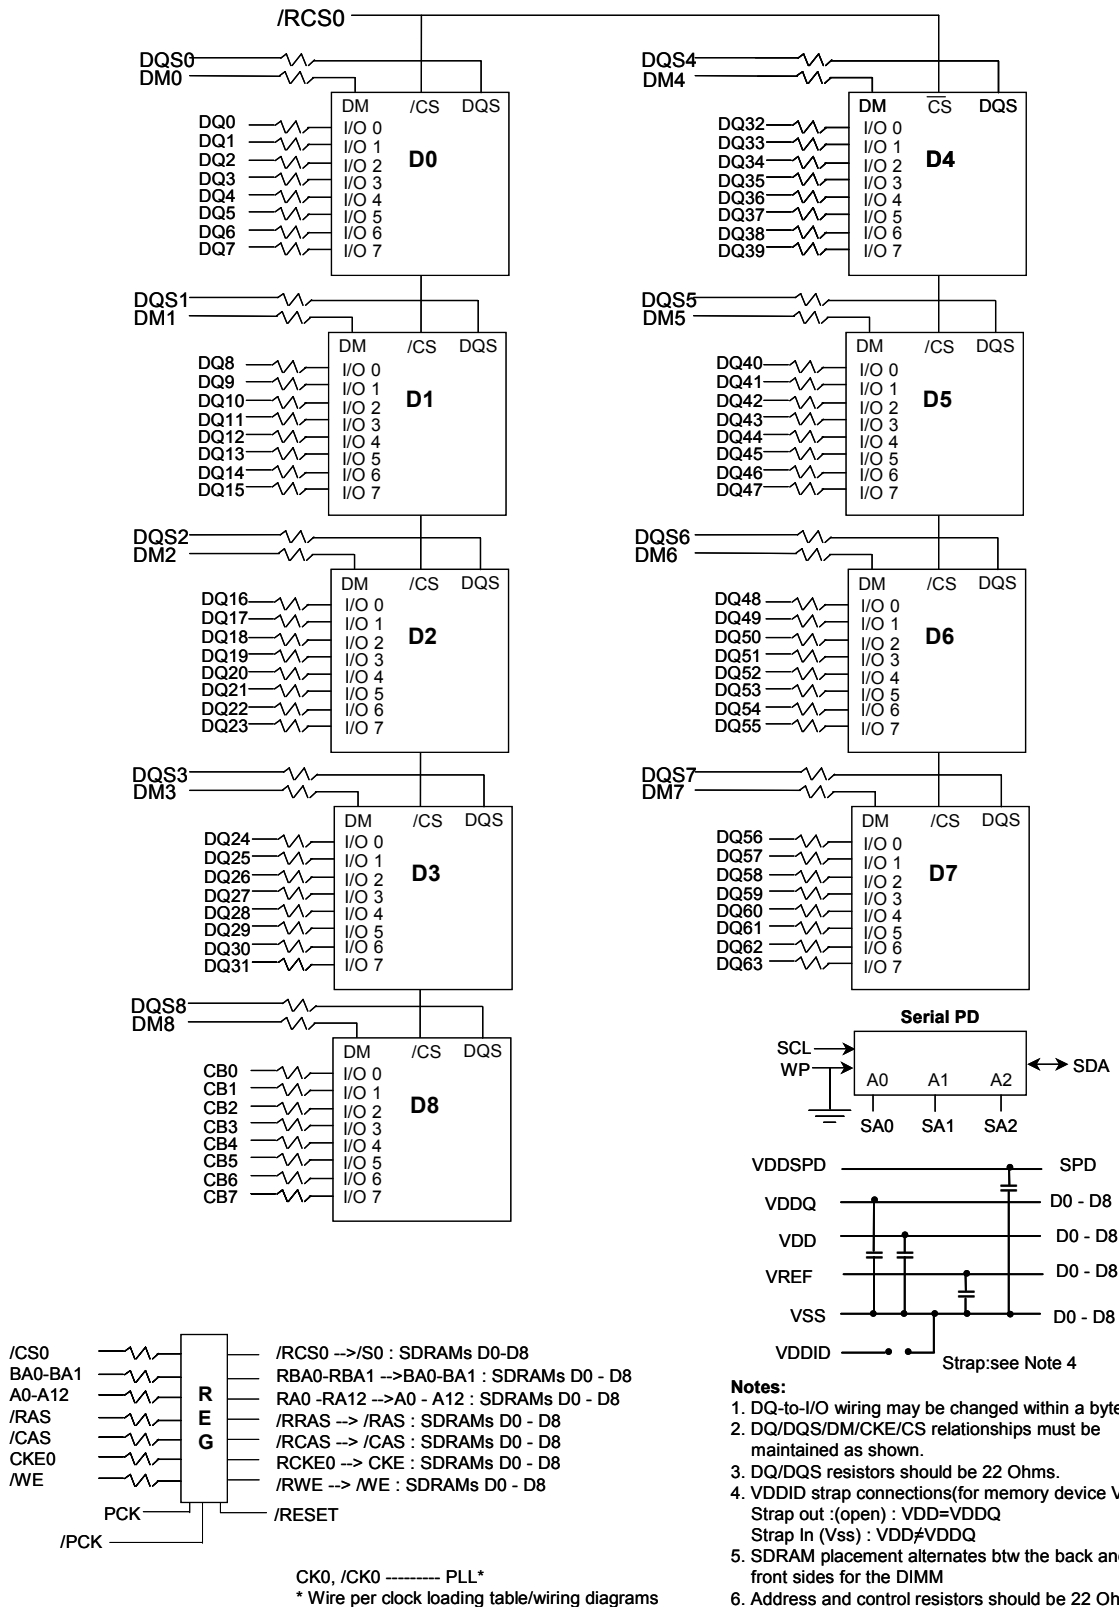 /RCS0
DQS0
DM0
DM /CS DQS
D0
DQ0 I/O 0
DQ1 I/O 1
DQ2 I/O 2
DQ3 I/O 3
DQ4 I/O 4
DQ5 I/O 5
DQ6 I/O 6
DQ7 I/O 7
DQS1
DM1
DM /CS DQS
D1
DQ8 I/O 0
DQ9 I/O 1
DQ10 I/O 2
DQ11 I/O 3
DQ12 I/O 4
DQ13 I/O 5
DQ14 I/O 6
DQ15 I/O 7
DQS2
DM2
DM /CS DQS
D2
DQ16 I/O 0
DQ17 I/O 1
DQ18 I/O 2
DQ19 I/O 3
DQ20 I/O 4
DQ21 I/O 5
DQ22 I/O 6
DQ23 I/O 7
DQS3
DM3
DM /CS DQS
D3
DQ24 I/O 0
DQ25 I/O 1
DQ26 I/O 2
DQ27 I/O 3
DQ28 I/O 4
DQ29 I/O 5
DQ30 I/O 6
DQ31 I/O 7
DQS8
DM8
DM /CS DQS
D8
CB0 I/O 0
CB1 I/O 1
CB2 I/O 2
CB3 I/O 3
CB4 I/O 4
CB5 I/O 5
CB6 I/O 6
CB7 I/O 7
DQS4
DM4
DM CS DQS
D4
DQ32 I/O 0
DQ33 I/O 1
DQ34 I/O 2
DQ35 I/O 3
DQ36 I/O 4
DQ37 I/O 5
DQ38 I/O 6
DQ39 I/O 7
DQS5
DM5
DM /CS DQS
D5
DQ40 I/O 0
DQ41 I/O 1
DQ42 I/O 2
DQ43 I/O 3
DQ44 I/O 4
DQ45 I/O 5
DQ46 I/O 6
DQ47 I/O 7
DQS6
DM6
DM /CS DQS
D6
DQ48 I/O 0
DQ49 I/O 1
DQ50 I/O 2
DQ51 I/O 3
DQ52 I/O 4
DQ53 I/O 5
DQ54 I/O 6
DQ55 I/O 7
DQS7
DM7
DM /CS DQS
D7
DQ56 I/O 0
DQ57 I/O 1
DQ58 I/O 2
DQ59 I/O 3
DQ60 I/O 4
DQ61 I/O 5
DQ62 I/O 6
DQ63 I/O 7
Serial PD
SCL
WP
SDA
A0 A1 A2
SA0 SA1 SA2
VDDSPD SPD
VDDQ D0 - D8
VDD D0 - D8
VREF D0 - D8
VSS D0 - D8
VDDID
Strap:see Note 4
/CS0
BA0-BA1
A0-A12
/RAS
/CAS
CKE0
/WE
R
E
G
/RCS0 -->/S0 : SDRAMs D0-D8
RBA0-RBA1 -->BA0-BA1 : SDRAMs D0 - D8
RA0 -RA12 -->A0 - A12 : SDRAMs D0 - D8
/RRAS --> /RAS : SDRAMs D0 - D8
/RCAS --> /CAS : SDRAMs D0 - D8
RCKE0 --> CKE : SDRAMs D0 - D8
/RWE --> /WE : SDRAMs D0 - D8
PCK
/PCK
/RESET
CK0, /CK0 --------- PLL*
* Wire per clock loading table/wiring diagrams
Notes:
1. DQ-to-I/O wiring may be changed within a byte
2. DQ/DQS/DM/CKE/CS relationships must be
maintained as shown.
3. DQ/DQS resistors should be 22 Ohms.
4. VDDID strap connections(for memory device
Strap out :(open) : VDD=VDDQ
Strap In (Vss) : VDD≠VDDQ
5. SDRAM placement alternates btw the back
front sides for the DIMM
6. Address and control resistors should be 22